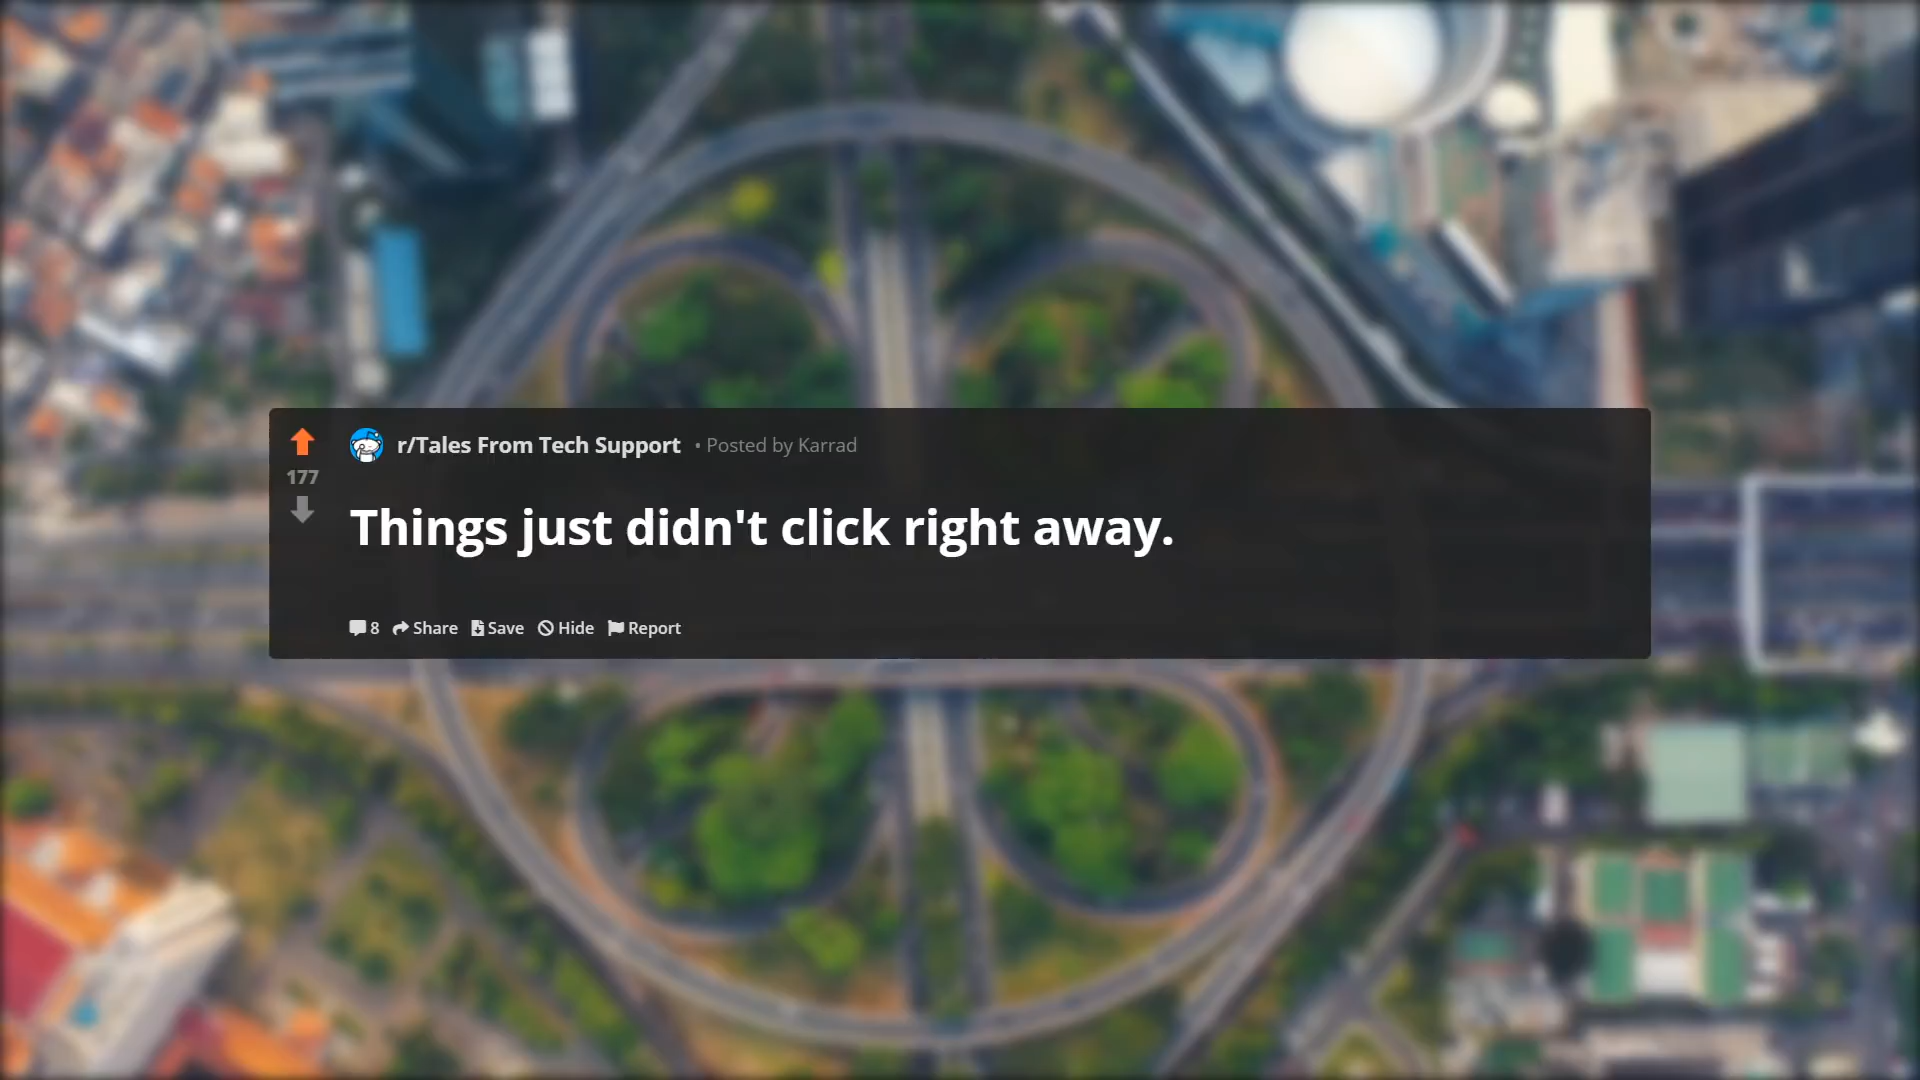 r/Tales From Tech Support • Posted by Karrad
177
Things just didn't click right away.
8 Share Save Hide Report